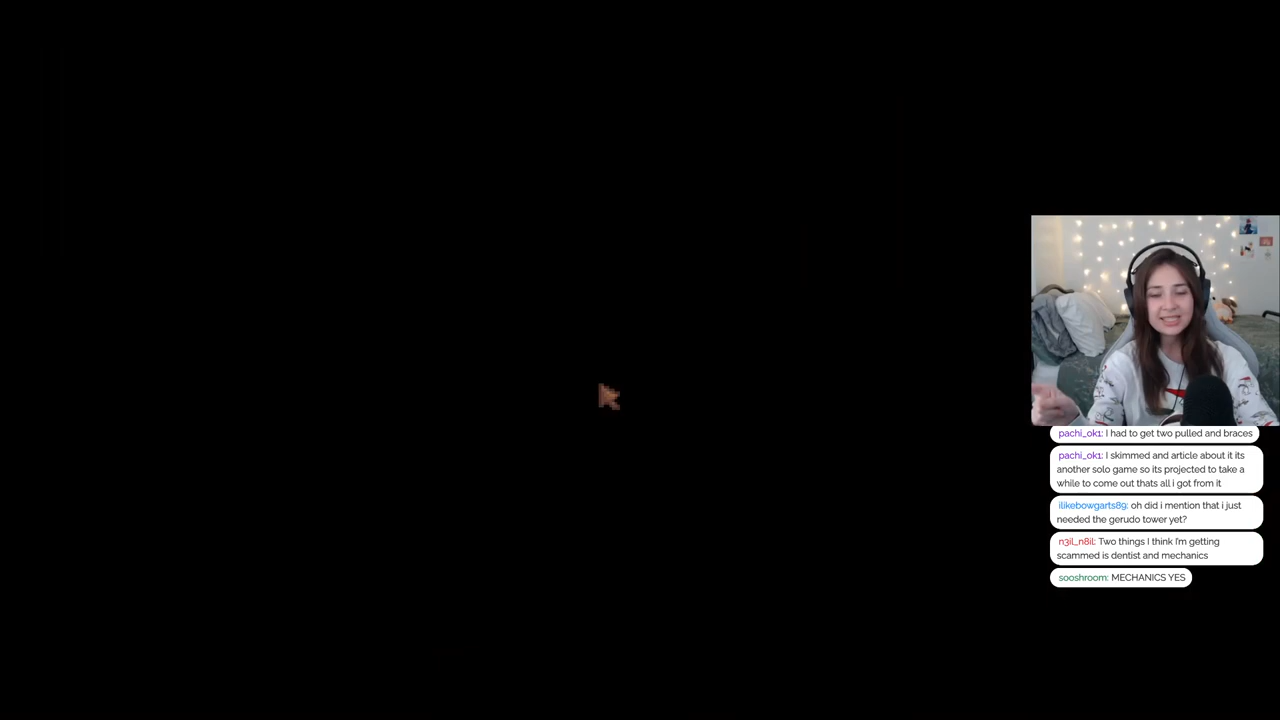 pachi_ok1: I had to get two pulled and braces
pachi_ok1: I skimmed and article about it its
another solo game so its projected to take a
while to come out thats all i got from it
ilikebowgarts89: oh did i mention that i just
needed the gerudo tower yet?
n3il_n8il: Two things I think I'm getting
scammed is dentist and mechanics
sooshroom: MECHANICS YES